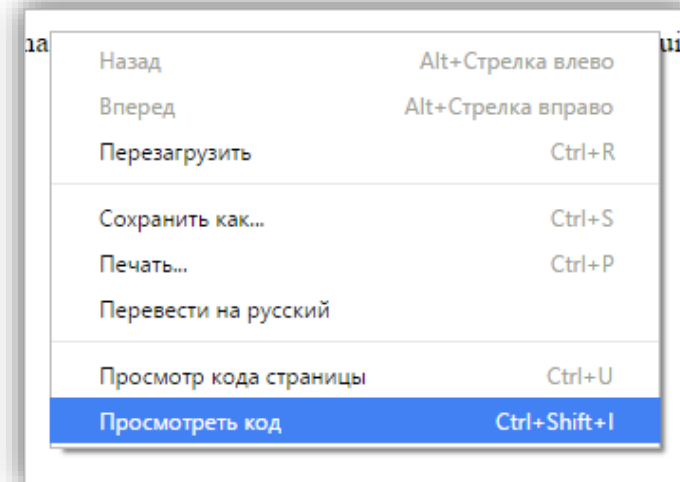 Назад Alt+Стрелка влево
Вперед Alt+Стрелка вправо
Перезагрузить Ctrl+R
Сохранить как... Ctrl+S
Печать... Ctrl+P
Перевести на русский
Просмотр кода страницы Ctrl+U
Просмотреть код Ctrl+Shift+I